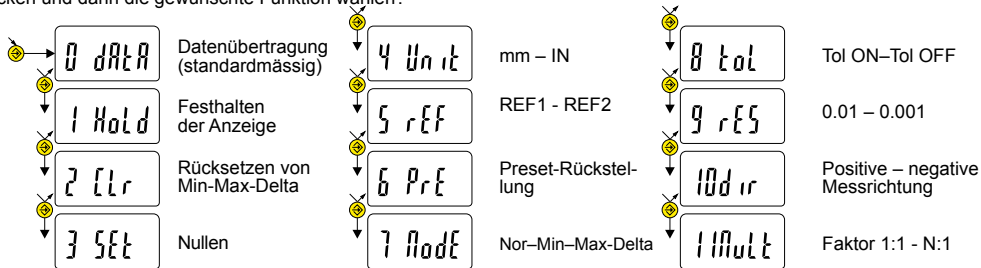 cken und dann die gewünschte Funktion wählen?
0 dAtA
Datenübertragung
(standardmässig)
1 Hold
Festhalten
der Anzeige
2 CLr
Rücksetzen von
Min-Max-Delta
3 SEt
Nullen
4 Unit
mm – IN
5 rEF
REF1 - REF2
6 PrE
Preset-Rückstel-
lung
7 ModE
Nor–Min–Max-Delta
8 tol
Tol ON–Tol OFF
9 rES
0.01 – 0.001
10dir
Positive – negative
Messrichtung
11Mult
Faktor 1:1 - N:1